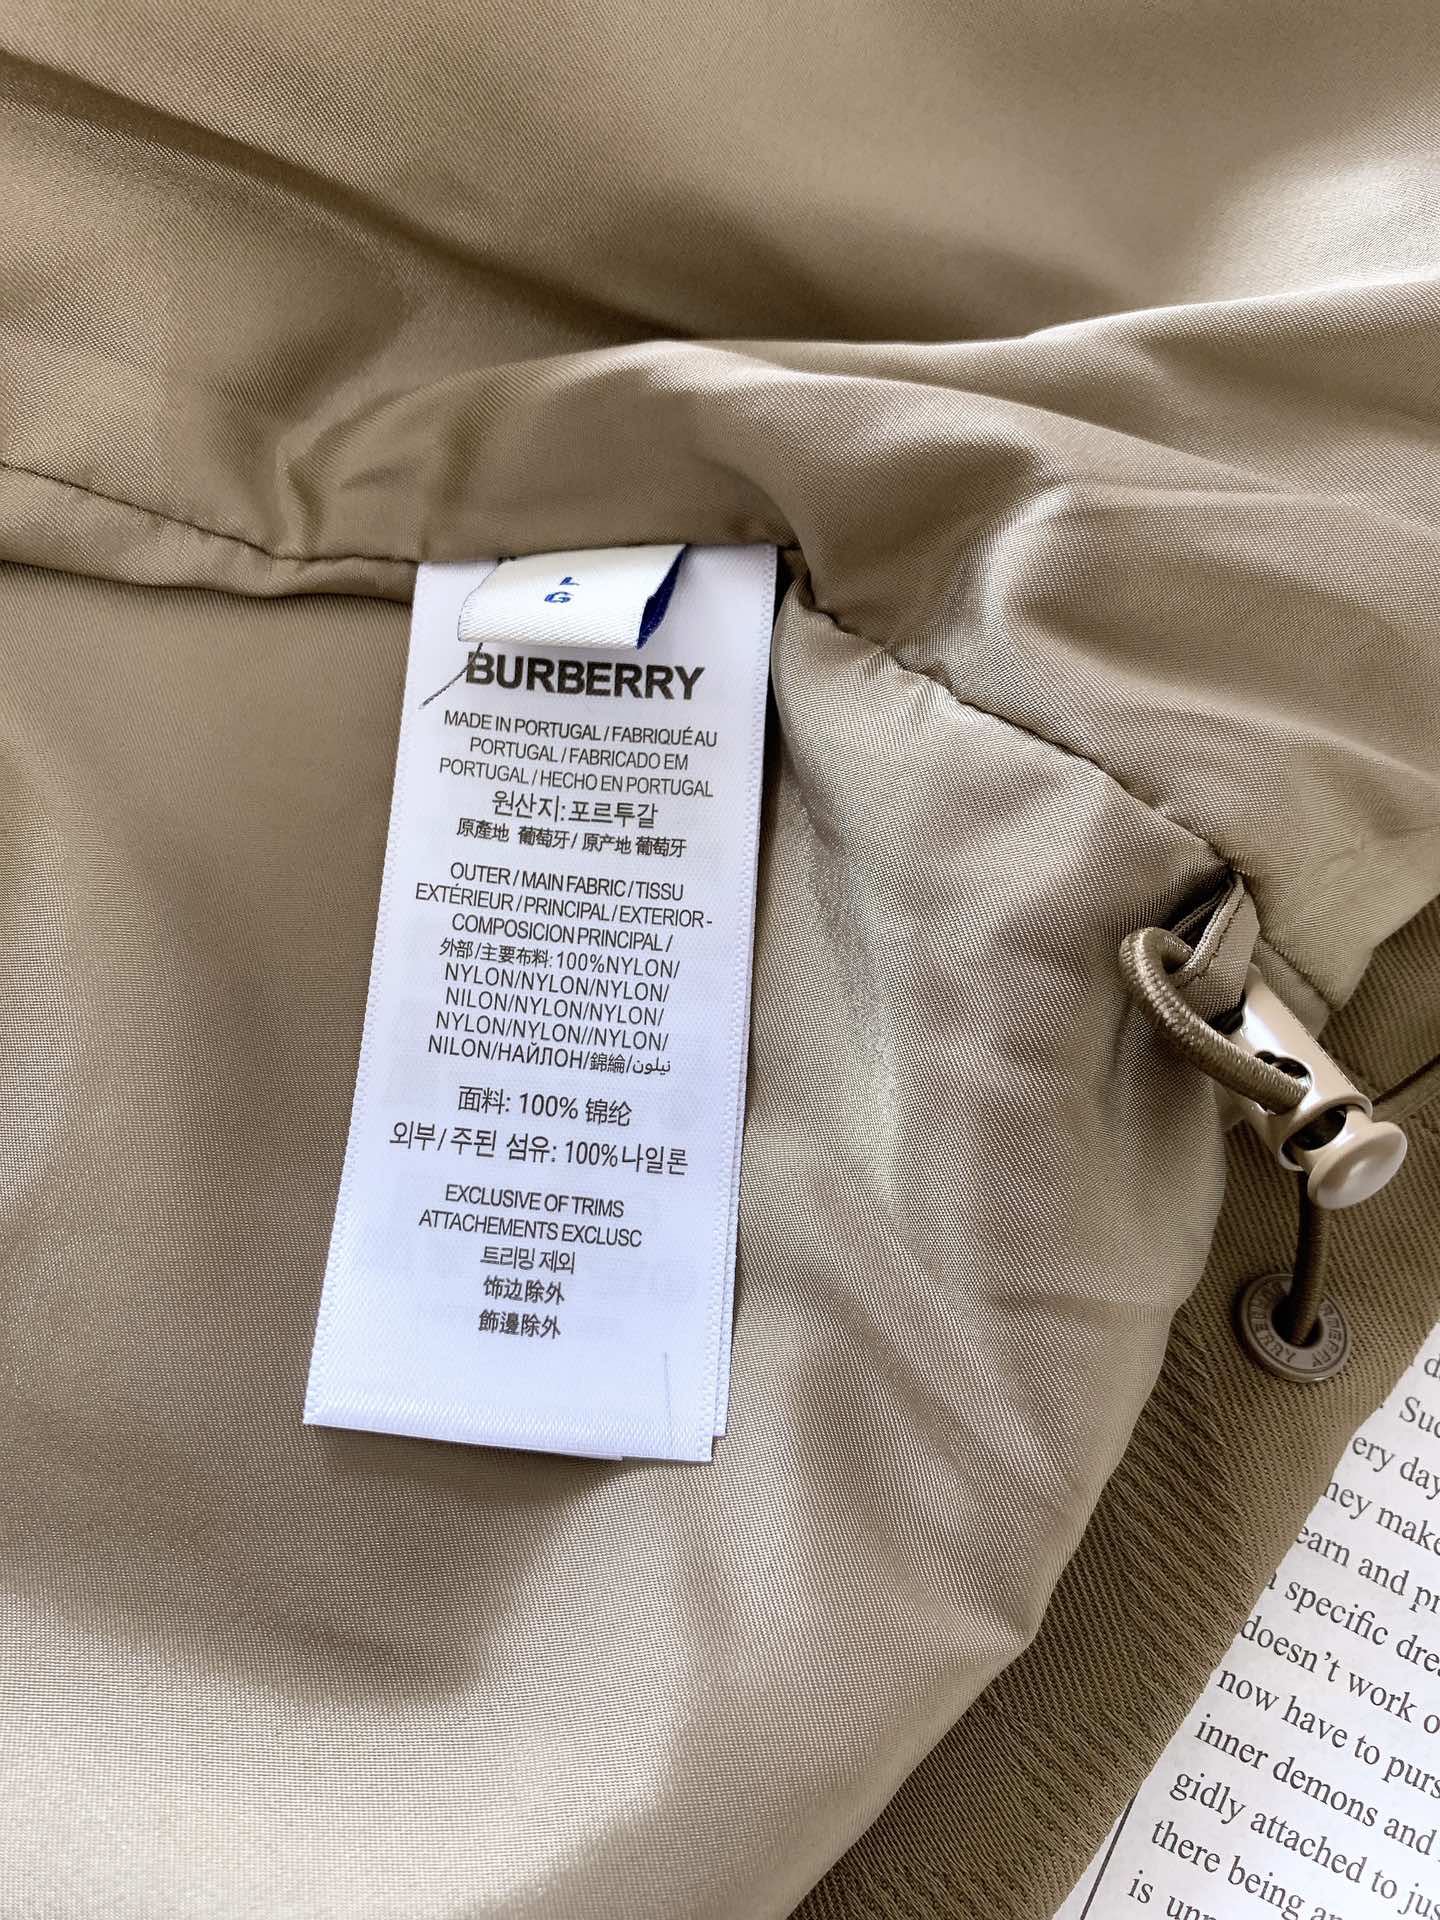 L
G
BURBERRY
MADE IN PORTUGAL / FABRIQUÉ AU
PORTUGAL / FABRICADO EM
PORTUGAL / HECHO EN PORTUGAL
원산지: 포르투갈
原產地 葡萄牙 / 原产地 葡萄牙
OUTER / MAIN FABRIC / TISSU
EXTÉRIEUR / PRINCIPAL / EXTERIOR-
COMPOSICION PRINCIPAL /
外部 / 主要布料: 100%NYLON/
NYLON/NYLON/NYLON/
NILON/NYLON/NYLON/
NYLON/NYLON//NYLON/
NILON/НАЙЛОН/錦綸/نيلون
面料: 100% 锦纶
외부 / 주된 섬유: 100%나일론
EXCLUSIVE OF TRIMS
ATTACHEMENTS EXCLUSC
트리밍 제외
饰边除外
飾邊除外
ery day
make
earn and
specific
doesn't work
now have to
inner demons and
gidly attached to
there being
is